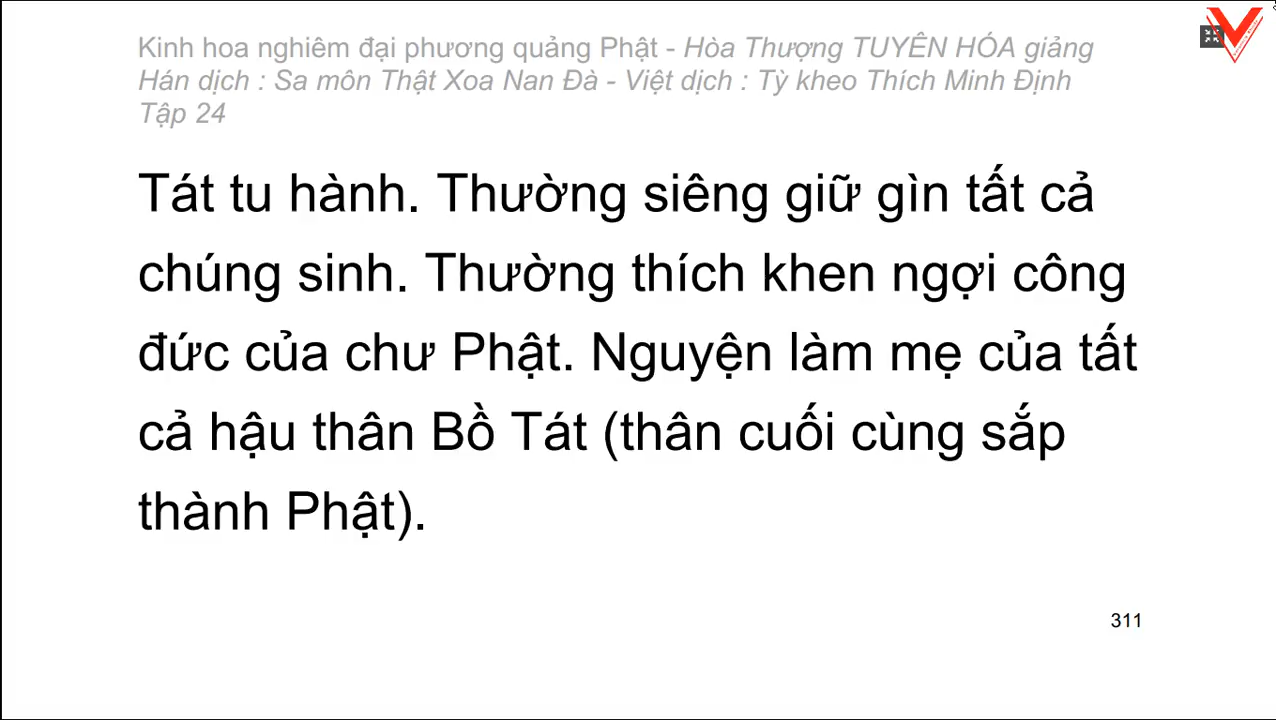 Kinh hoa nghiêm đại phương quảng Phật - Hòa Thượng TUYÊN HÓA giảng
Hán dịch : Sa môn Thật Xoa Nan Đà - Việt dịch : Tỳ kheo Thích Minh Định
Tập 24
Tát tu hành. Thường siêng giữ gìn tất cả
chúng sinh. Thường thích khen ngợi công
đức của chư Phật. Nguyện làm mẹ của tất
cả hậu thân Bồ Tát (thân cuối cùng sắp
thành Phật).
311